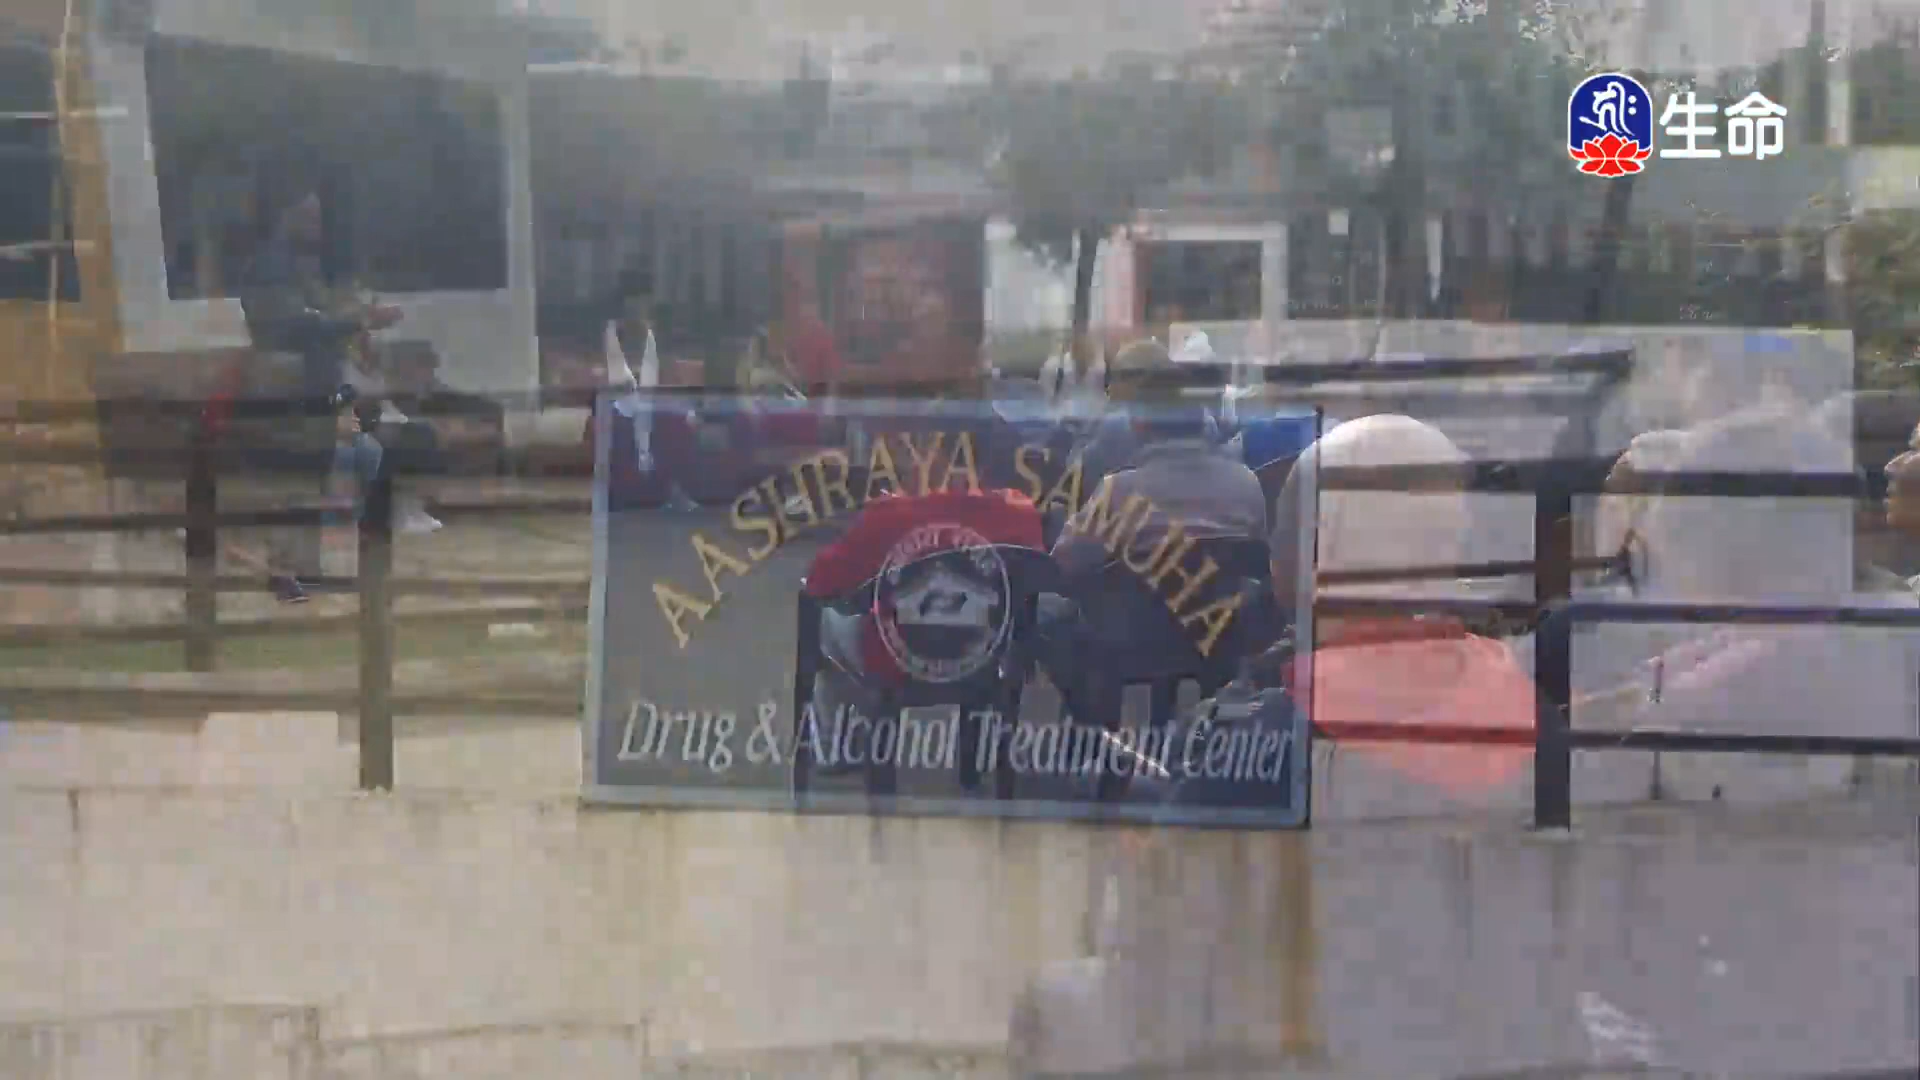 生命
AASHRAYA SAMUHA
Drug & Alcohol Treatment Center